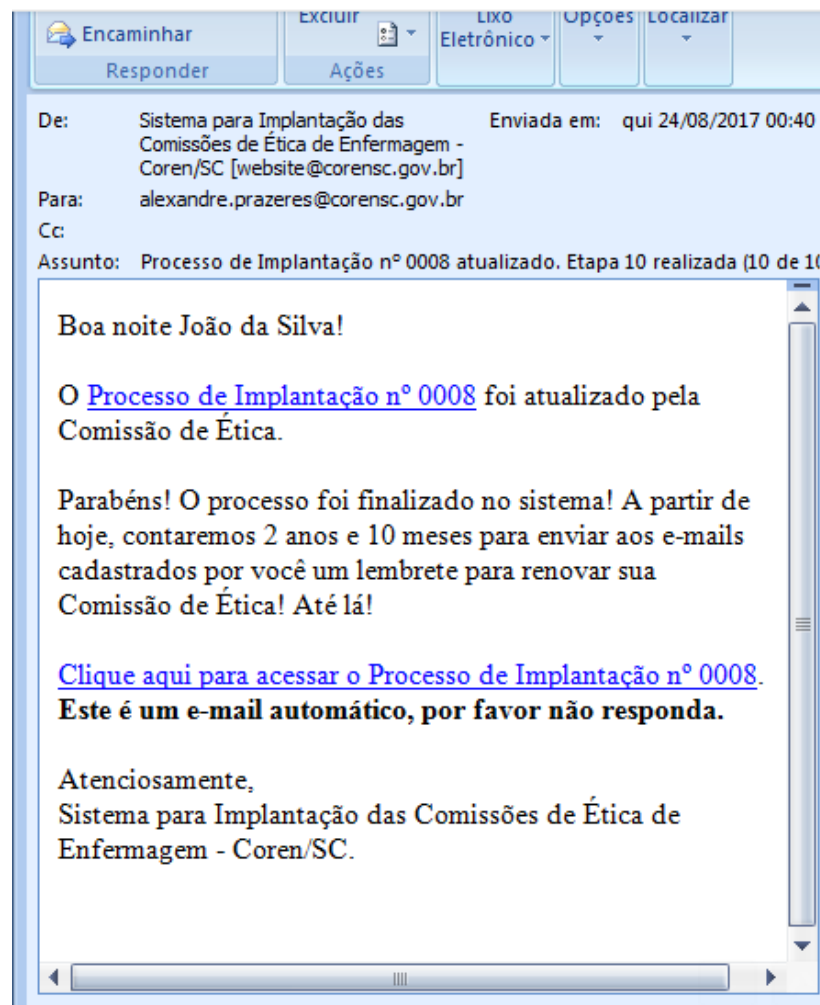 Excluir
Lixo
Opções
Localizar
Encaminhar
Eletrônico
Responder
Ações
De: Sistema para Implantação das Enviada em: qui 24/08/2017 00:40
Comissões de Ética de Enfermagem -
Coren/SC [website@corensc.gov.br]
Para: alexandre.prazeres@corensc.gov.br
Cc:
Assunto: Processo de Implantação nº 0008 atualizado. Etapa 10 realizada (10 de 10
Boa noite João da Silva!
O Processo de Implantação nº 0008 foi atualizado pela
Comissão de Ética.
Parabéns! O processo foi finalizado no sistema! A partir de
hoje, contaremos 2 anos e 10 meses para enviar aos e-mails
cadastrados por você um lembrete para renovar sua
Comissão de Ética! Até lá!
Clique aqui para acessar o Processo de Implantação nº 0008.
Este é um e-mail automático, por favor não responda.
Atenciosamente,
Sistema para Implantação das Comissões de Ética de
Enfermagem - Coren/SC.